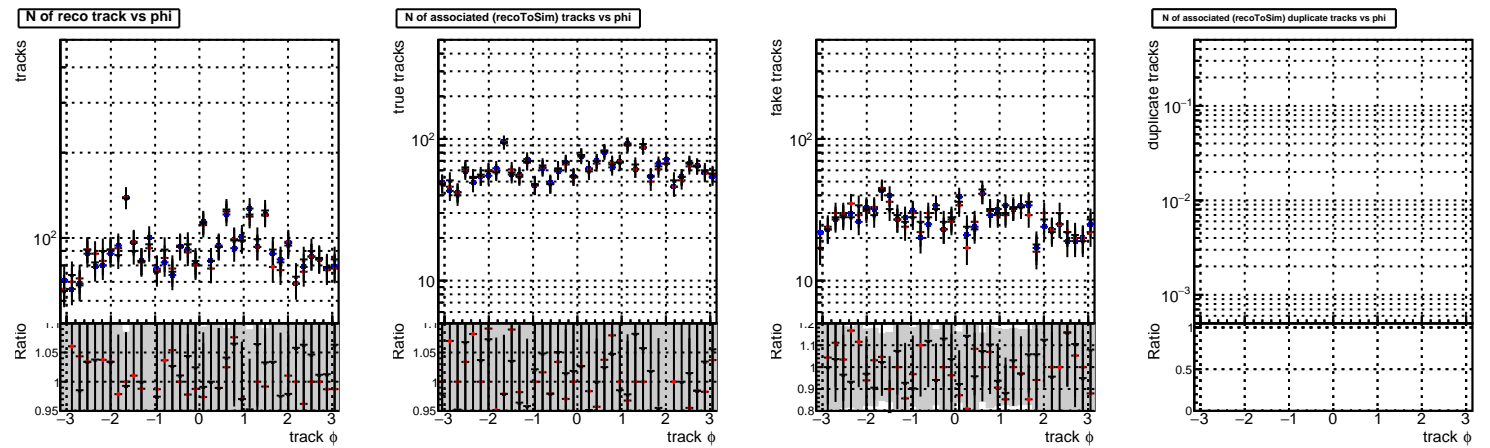 N of reco track vs phi
tracks
10²
Ratio
1.1
1.05
1
0.95
−3 −2 −1 0 1 2 3
track ϕ
N of associated (recoToSim) tracks vs phi
true tracks
10²
10
Ratio
1.1
1.05
1
0.95
−3 −2 −1 0 1 2 3
track ϕ
fake tracks
10²
10
Ratio
1.2
1.1
1
0.9
0.8
−3 −2 −1 0 1 2 3
track ϕ
N of associated (recoToSim) duplicate tracks vs phi
duplicate tracks
10⁻¹
10⁻²
10⁻³
Ratio
1
0.5
0
−3 −2 −1 0 1 2 3
track ϕ